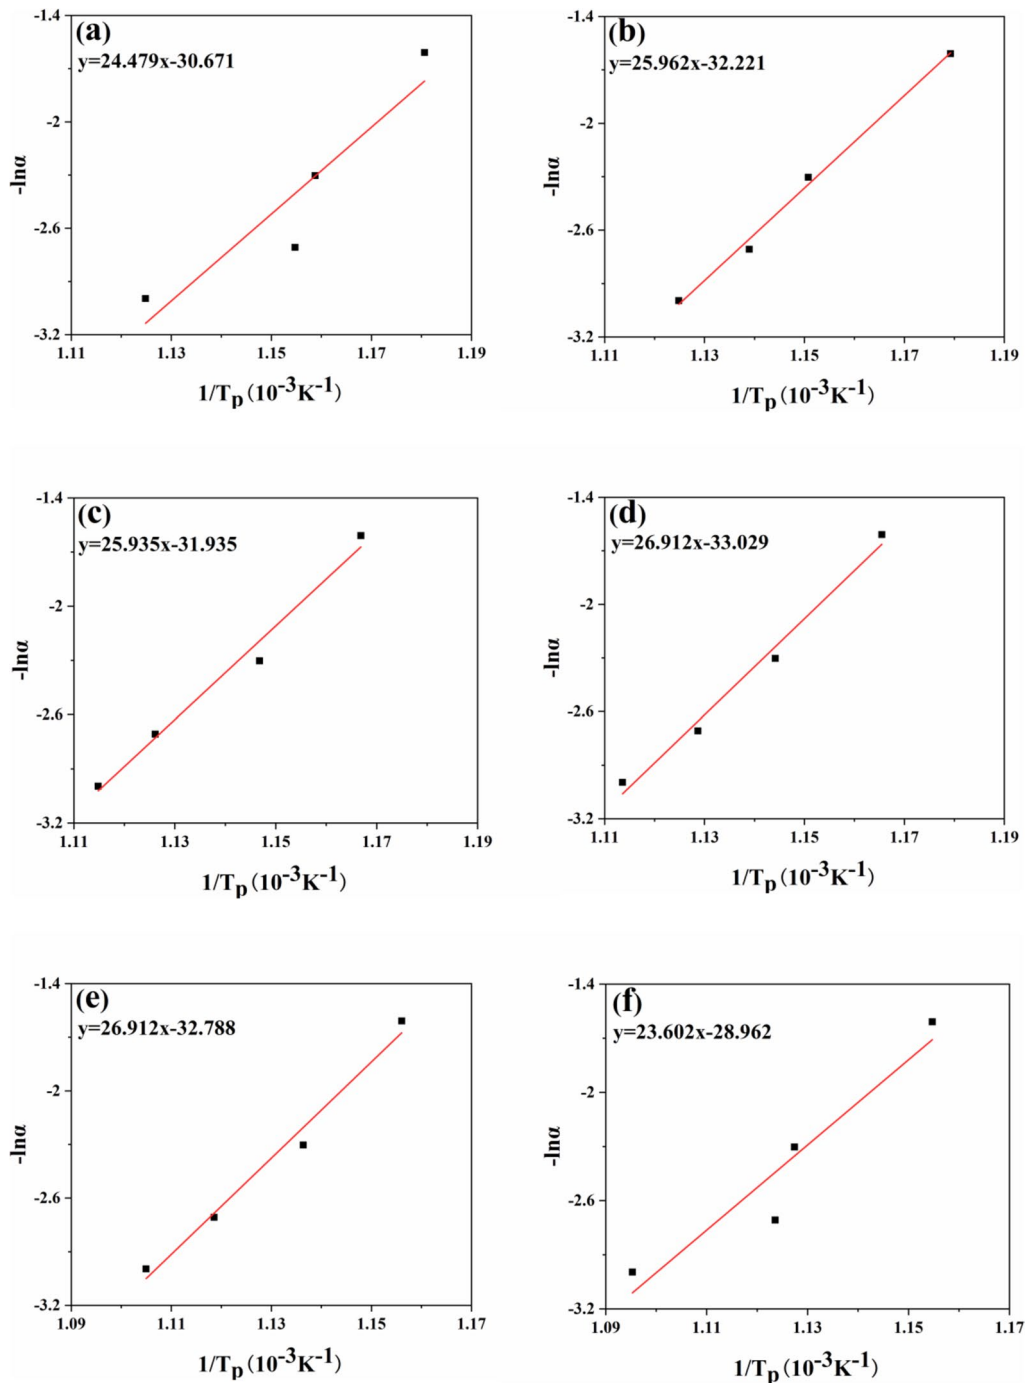 (a)
y=24.479x-30.671
-1.4
-2
-2.6
-3.2
-lnα
1.11 1.13 1.15 1.17 1.19
1/Tp (10-3K-1)
(b)
y=25.962x-32.221
-1.4
-2
-2.6
-3.2
-lnα
1.11 1.13 1.15 1.17 1.19
1/Tp (10-3K-1)
(c)
y=25.935x-31.935
-1.4
-2
-2.6
-3.2
-lnα
1.11 1.13 1.15 1.17 1.19
1/Tp (10-3K-1)
(d)
y=26.912x-33.029
-1.4
-2
-2.6
-3.2
-lnα
1.11 1.13 1.15 1.17 1.19
1/Tp (10-3K-1)
(e)
y=26.912x-32.788
-1.4
-2
-2.6
-3.2
-lnα
1.09 1.11 1.13 1.15 1.17
1/Tp (10-3K-1)
(f)
y=23.602x-28.962
-1.4
-2
-2.6
-3.2
-lnα
1.09 1.11 1.13 1.15 1.17
1/Tp (10-3K-1)